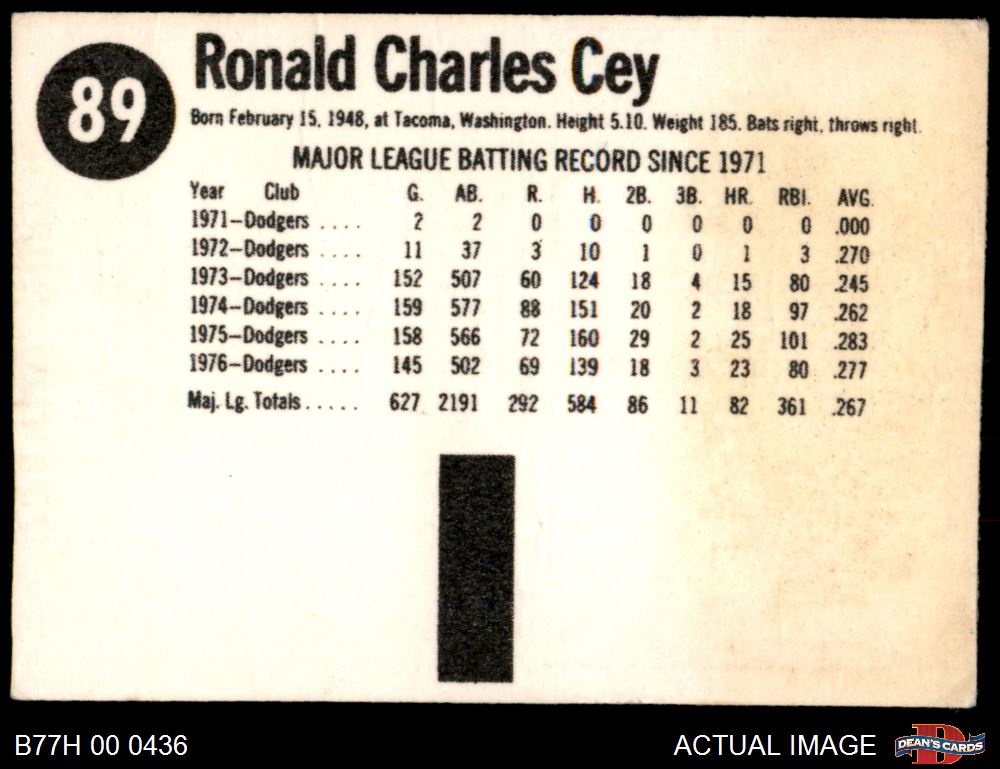 89
Ronald Charles Cey
Born February 15, 1948, at Tacoma, Washington. Height 5.10. Weight 185. Bats right, throws right.
MAJOR LEAGUE BATTING RECORD SINCE 1971
Year Club G. AB. R. H. 2B. 3B. HR. RBI. AVG.
1971–Dodgers .... 2 2 0 0 0 0 0 0 .000
1972–Dodgers .... 11 37 3 10 1 0 1 3 .270
1973–Dodgers .... 152 507 60 124 18 4 15 80 .245
1974–Dodgers .... 159 577 88 151 20 2 18 97 .262
1975–Dodgers .... 158 566 72 160 29 2 25 101 .283
1976–Dodgers .... 145 502 69 139 18 3 23 80 .277
Maj. Lg. Totals ..... 627 2191 292 584 86 11 82 361 .267
B77H 00 0436
ACTUAL IMAGE
D
DEAN'S CARDS